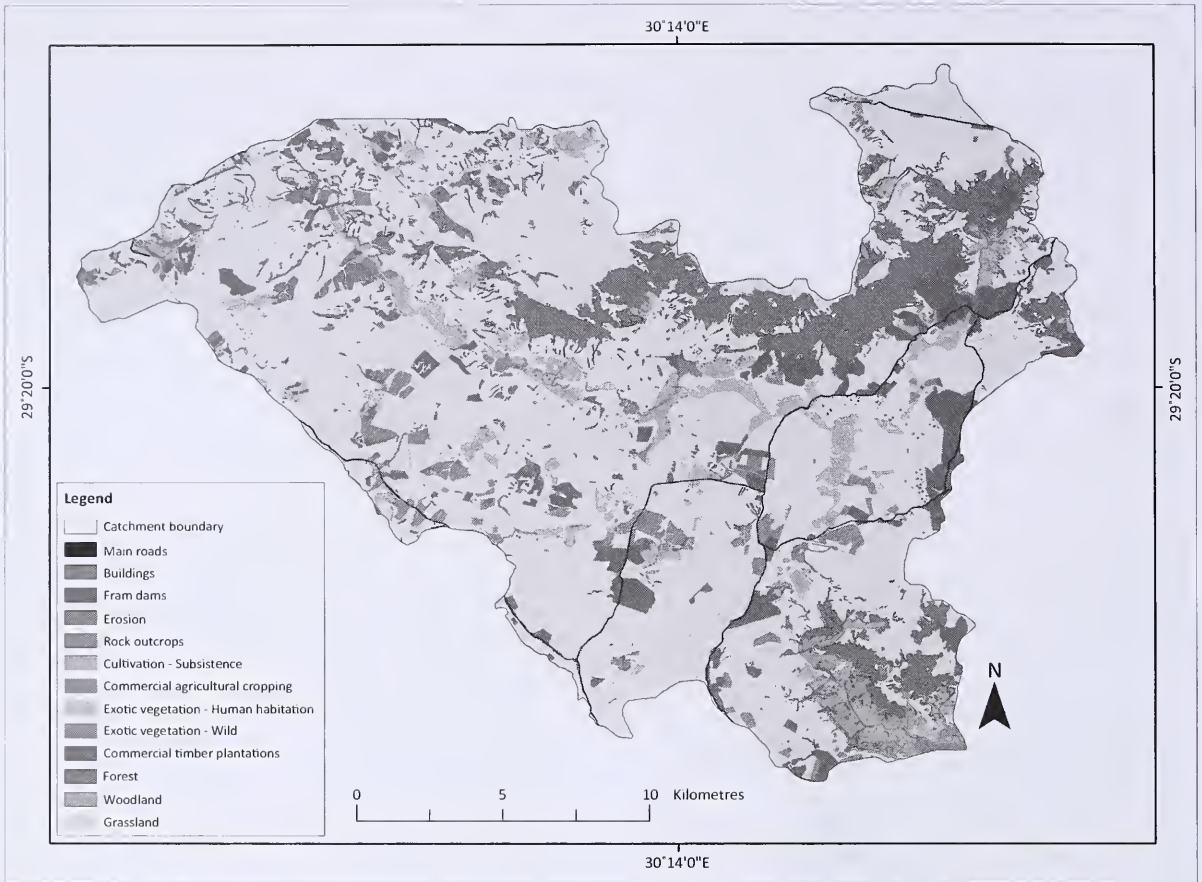 30°14'0"E
29°20'0"S
29°20'0"S
Legend
Catchment boundary
Main roads
Buildings
Fram dams
Erosion
Rock outcrops
Cultivation - Subsistence
Commercial agricultural cropping
Exotic vegetation - Human habitation
Exotic vegetation - Wild
Commercial timber plantations
Forest
Woodland
Grassland
N
0 5 10 Kilometres
30°14'0"E